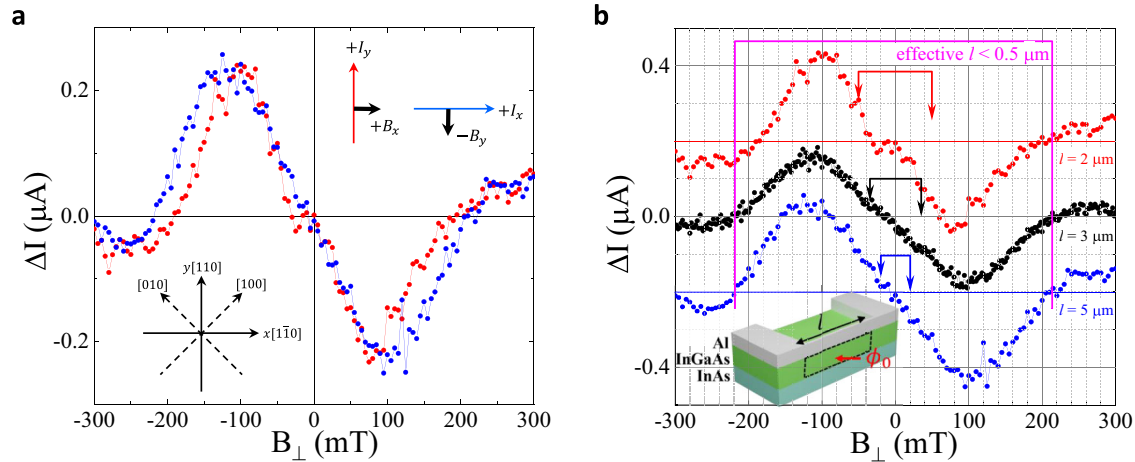 a
ΔI (μA)
0.2
0.0
-0.2
-300 -200 -100 0 100 200 300
B⊥ (mT)
+Iy
+Bx
+Ix
−By
y[110]
[010]
[100]
x[11̄0]
b
ΔI (μA)
0.4
0.0
-0.4
-300 -200 -100 0 100 200 300
B⊥ (mT)
effective l < 0.5 μm
l = 2 μm
l = 3 μm
l = 5 μm
l
Al
InGaAs
InAs
ϕ0